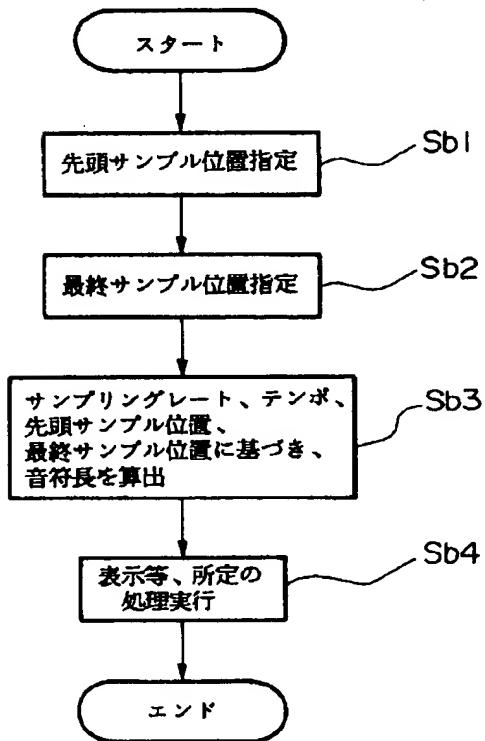 スタート
先頭サンプル位置指定
Sb1
最終サンプル位置指定
Sb2
サンプリングレート、テンポ、
先頭サンプル位置、
最終サンプル位置に基づき、
音符長を算出
Sb3
表示等、所定の
処理実行
Sb4
エンド